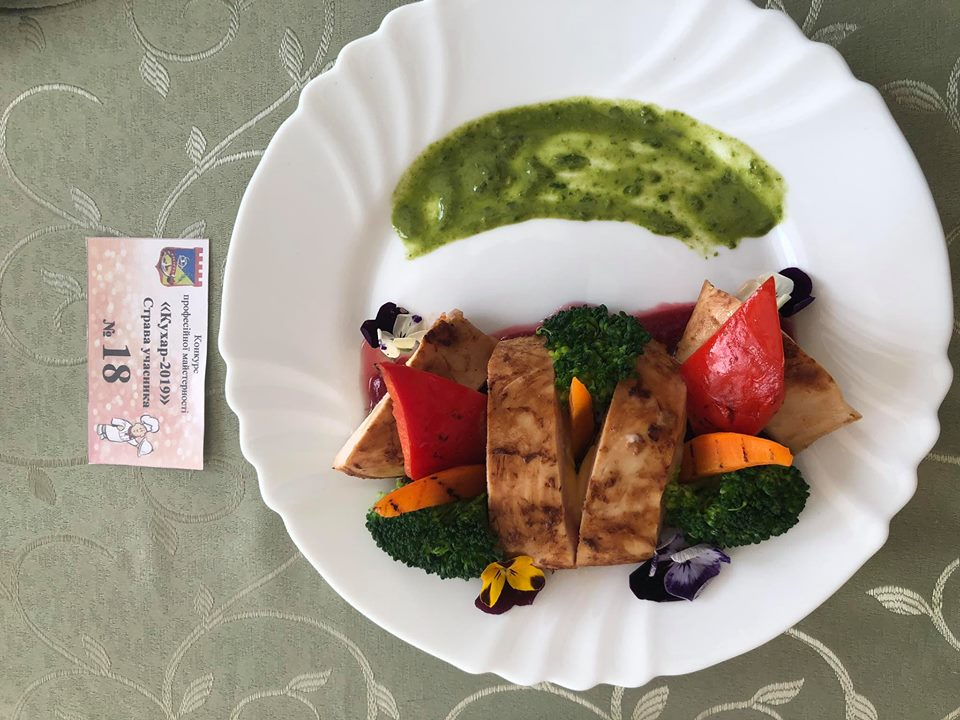 Конкурс
професійної майстерності
«Кухар-2019»
Страва учасника
№ 18